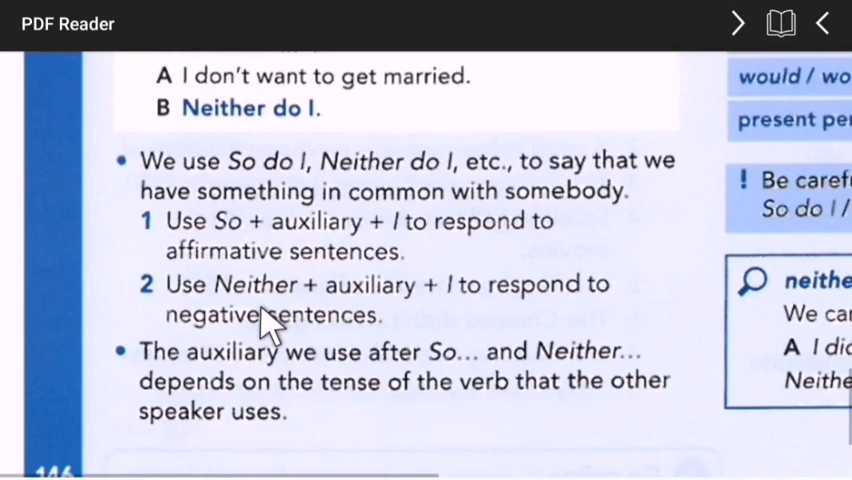 PDF Reader
A I don't want to get married.
B Neither do I.
• We use So do I, Neither do I, etc., to say that we
have something in common with somebody.
1 Use So + auxiliary + I to respond to
affirmative sentences.
2 Use Neither + auxiliary + I to respond to
negative sentences.
• The auxiliary we use after So... and Neither...
depends on the tense of the verb that the other
speaker uses.
146
would / wo
present per
! Be carefu
So do I /
neithe
We can
A I did
Neithe